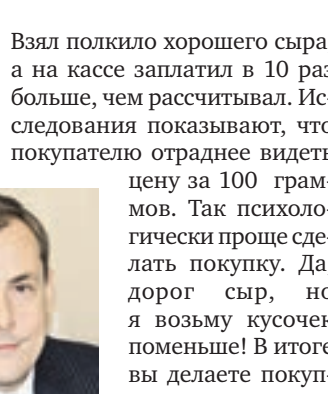 Взял полкило хорошего сыра,
а на кассе заплатил в 10 раз
больше, чем рассчитывал. Ис-
следования показывают, что
покупателю отраднее видеть
цену за 100 грам-
мов. Так психоло-
гически проще сде-
лать покупку. Да,
дорог сыр, но
я возьму кусочек
поменьше! В итоге
вы делаете покуп-